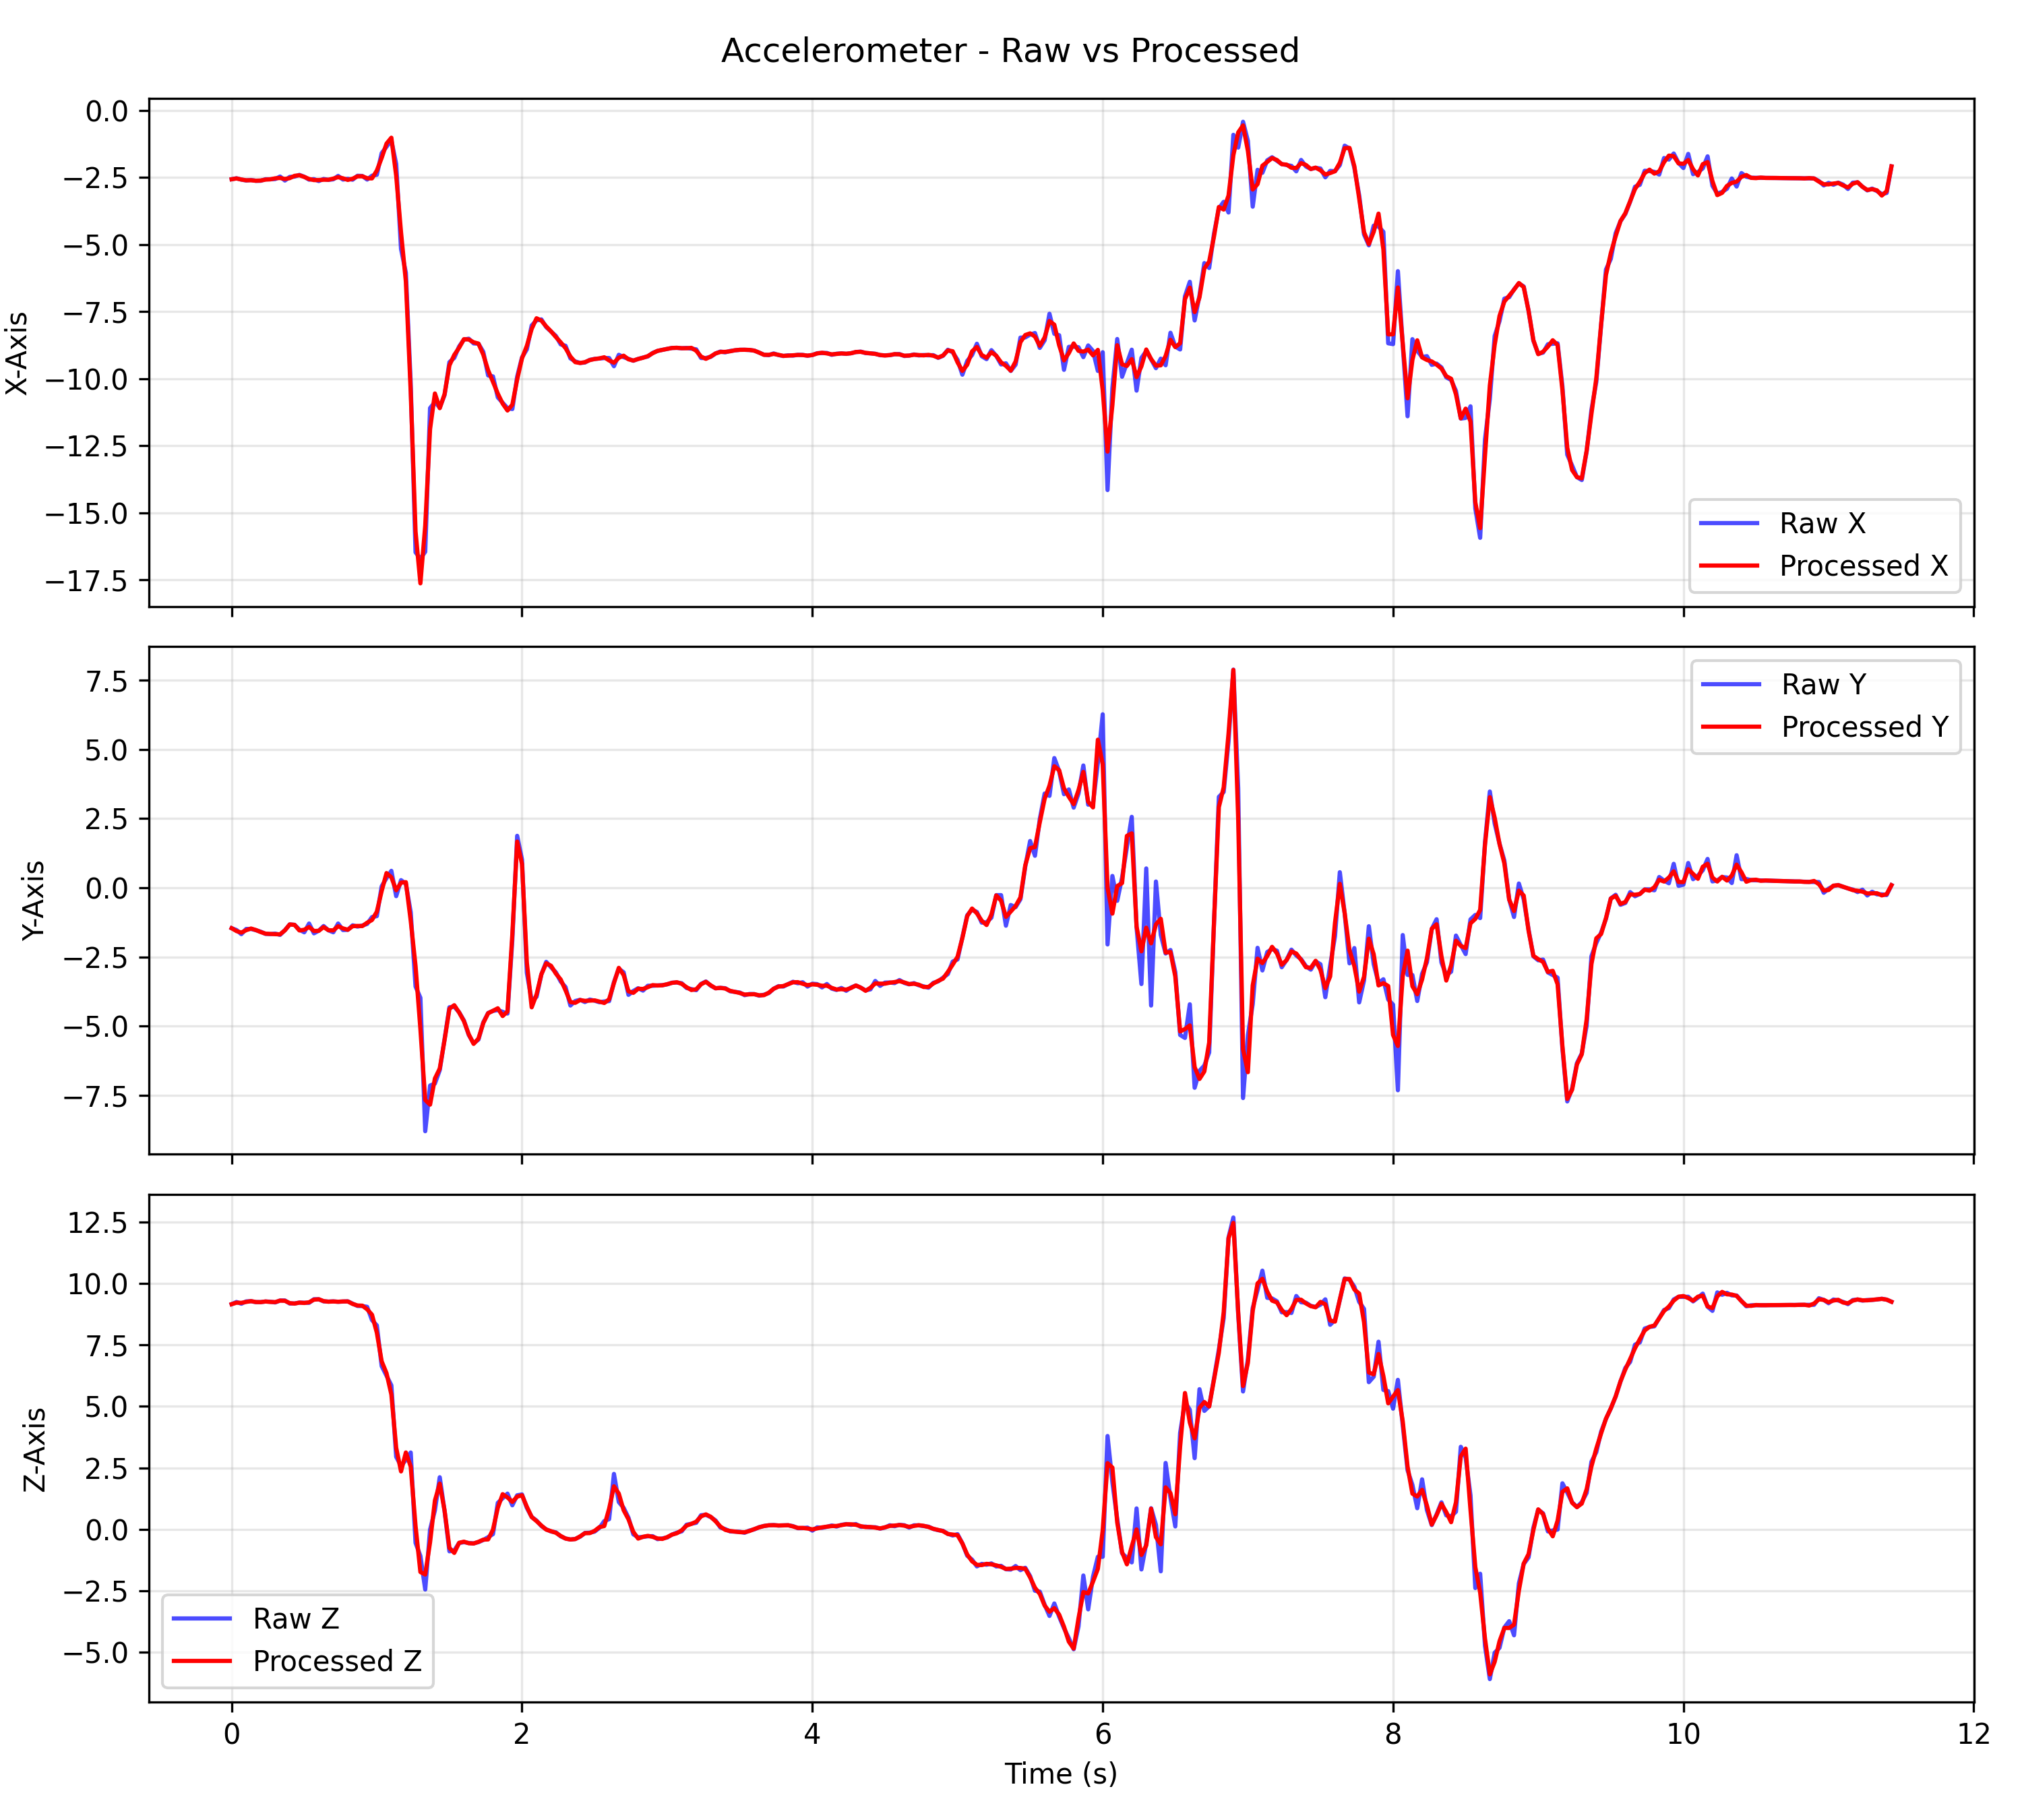 Accelerometer - Raw vs Processed
0.0
−2.5
−5.0
−7.5
−10.0
−12.5
−15.0
−17.5
X-Axis
Raw X
Processed X
7.5
5.0
2.5
0.0
−2.5
−5.0
−7.5
Y-Axis
Raw Y
Processed Y
12.5
10.0
7.5
5.0
2.5
0.0
−2.5
−5.0
Z-Axis
Raw Z
Processed Z
0 2 4 6 8 10 12
Time (s)